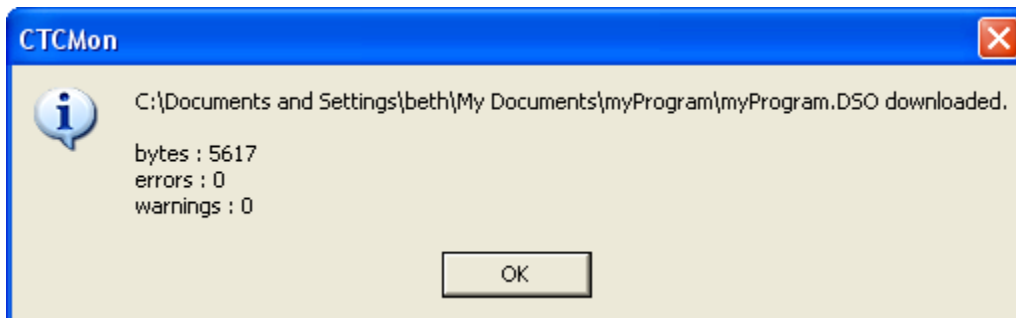 CTCMon
C:\Documents and Settings\beth\My Documents\myProgram\myProgram.DSO downloaded.
bytes : 5617
errors : 0
warnings : 0
OK